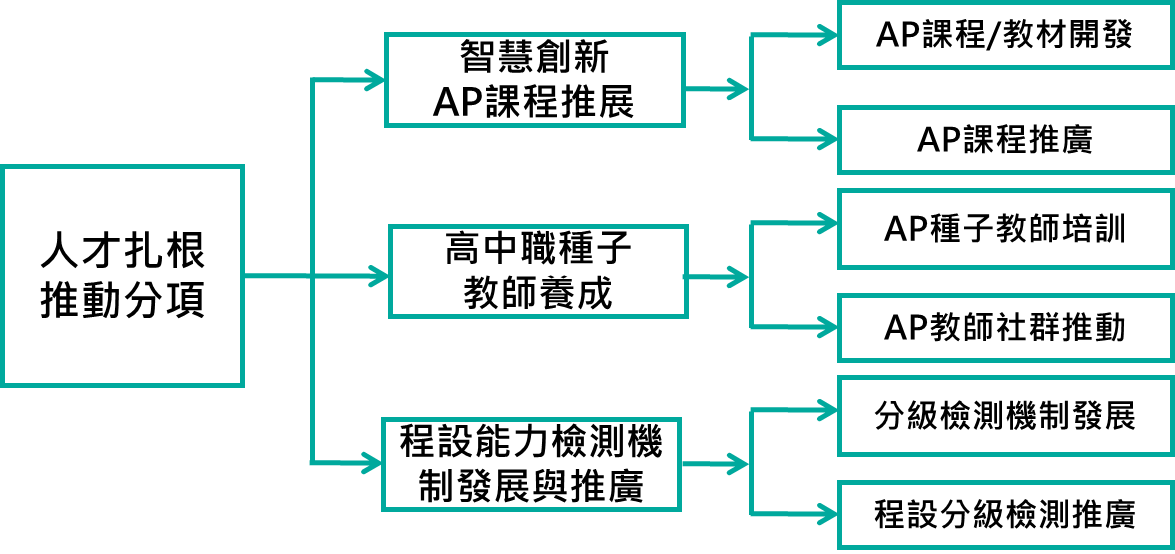 人才扎根
推動分項
智慧創新
AP課程推展
AP課程/教材開發
AP課程推廣
高中職種子
教師養成
AP種子教師培訓
AP教師社群推動
程設能力檢測機
制發展與推廣
分級檢測機制發展
程設分級檢測推廣